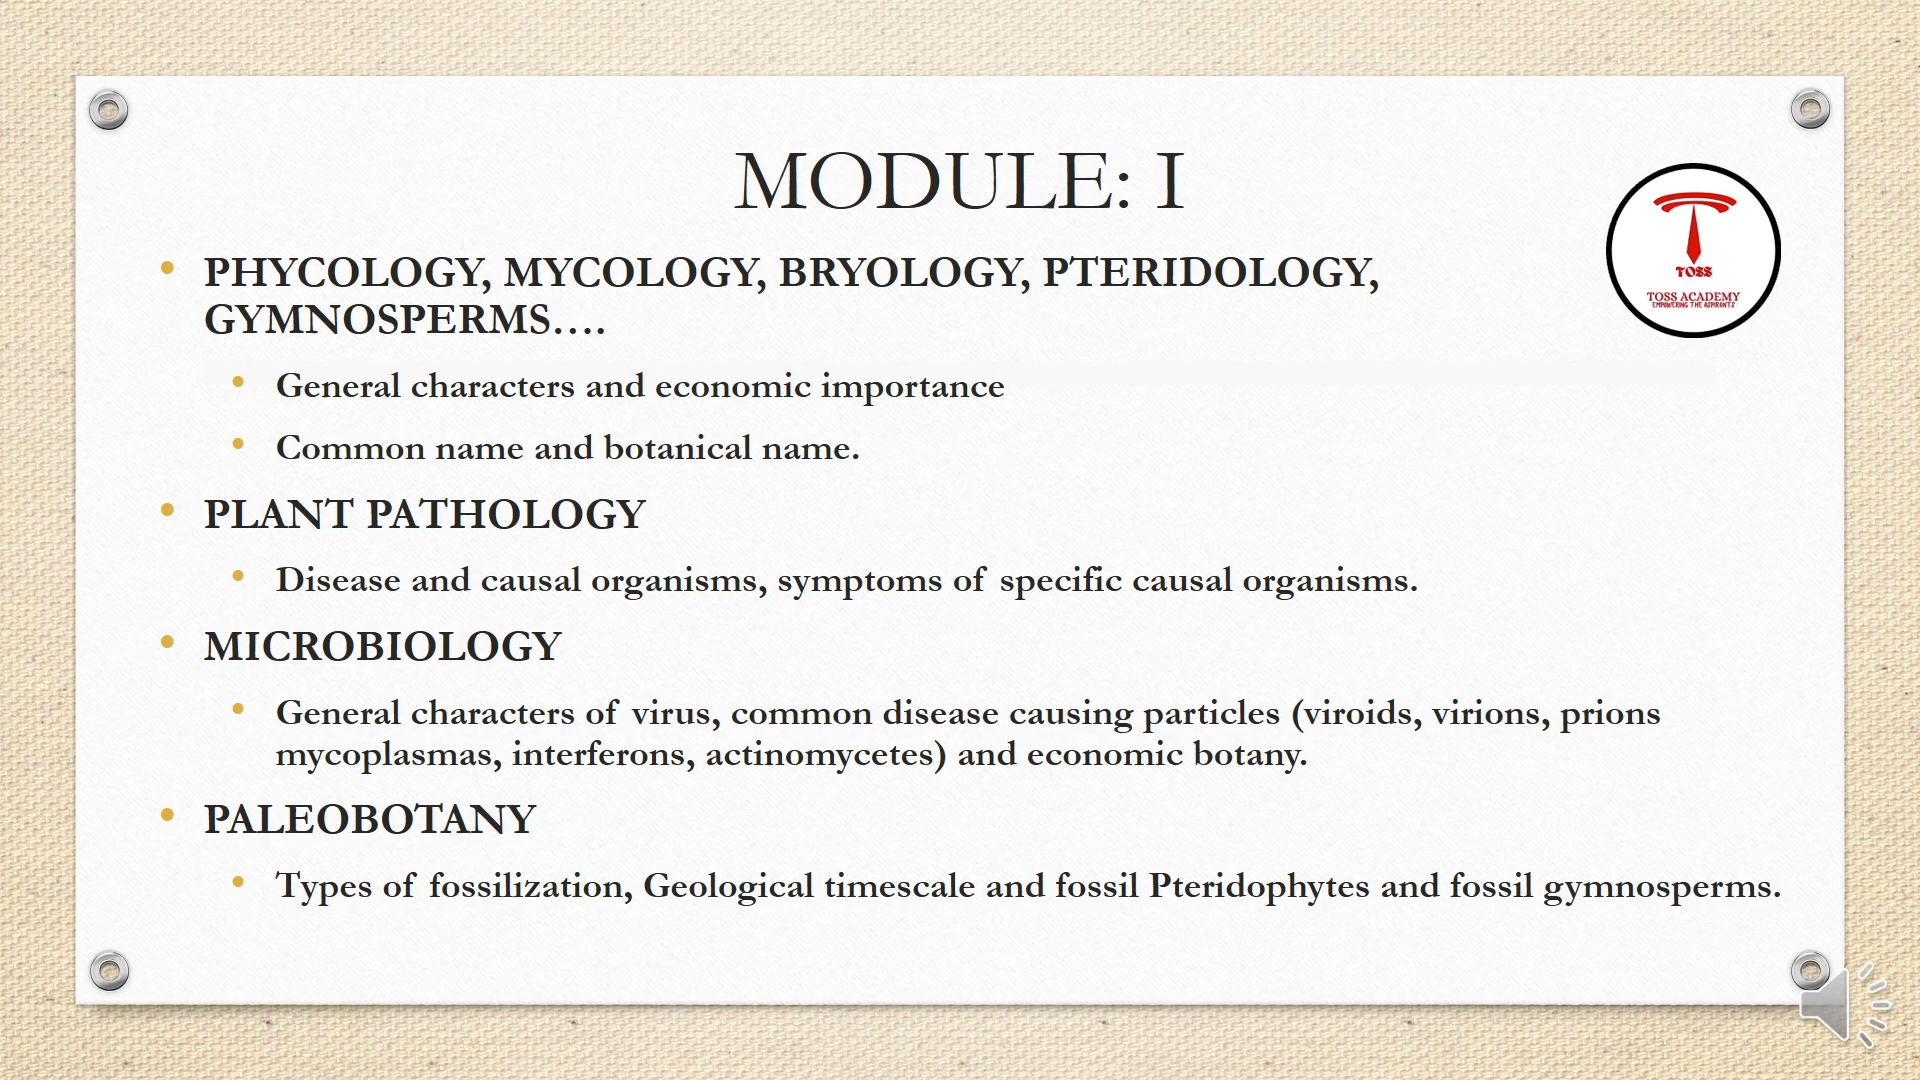 MODULE: I
TOSS
TOSS ACADEMY
EMPOWERING THE ASPIRANTS
• PHYCOLOGY, MYCOLOGY, BRYOLOGY, PTERIDOLOGY,
GYMNOSPERMS….
• General characters and economic importance
• Common name and botanical name.
• PLANT PATHOLOGY
• Disease and causal organisms, symptoms of specific causal organisms.
• MICROBIOLOGY
• General characters of virus, common disease causing particles (viroids, virions, prions
mycoplasmas, interferons, actinomycetes) and economic botany.
• PALEOBOTANY
• Types of fossilization, Geological timescale and fossil Pteridophytes and fossil gymnosperms.